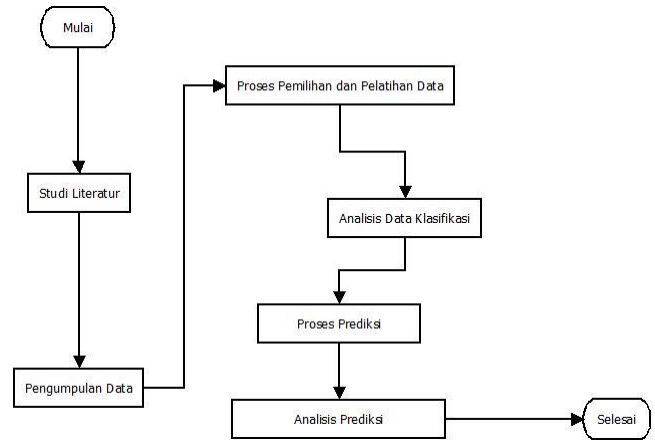 Mulai
Studi Literatur
Pengumpulan Data
Proses Pemilihan dan Pelatihan Data
Analisis Data Klasifikasi
Proses Prediksi
Analisis Prediksi
Selesai